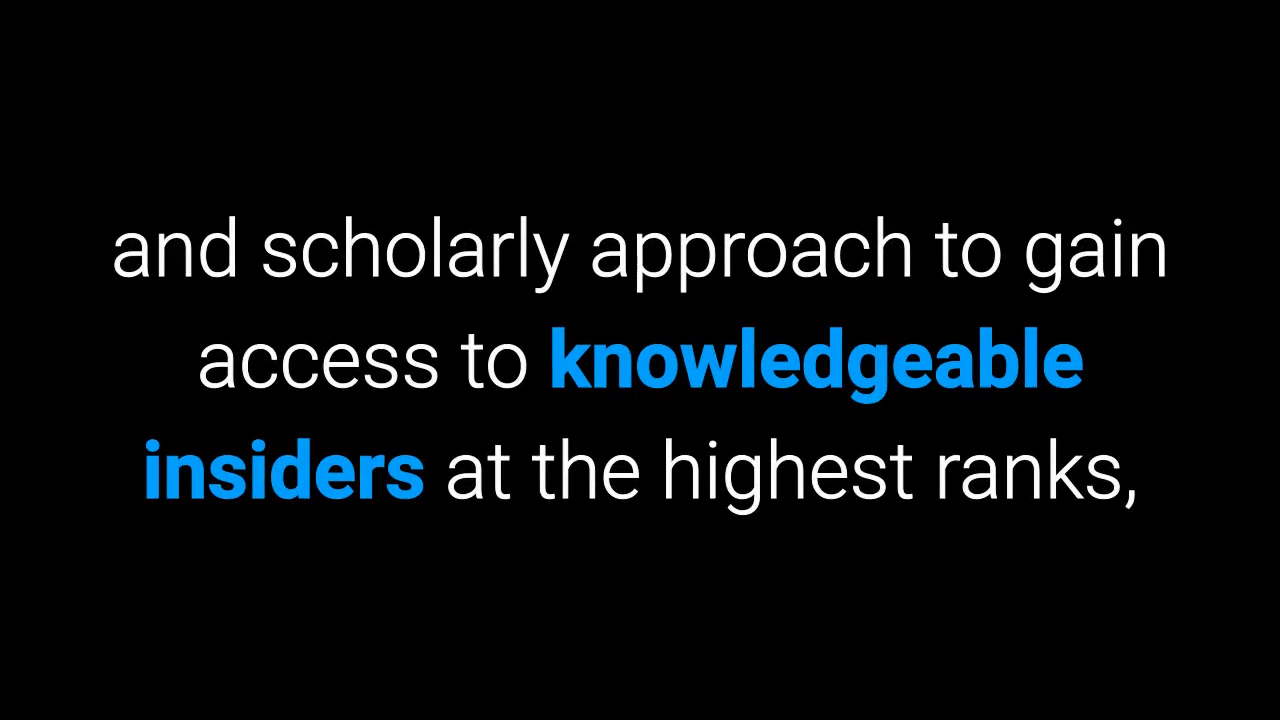 and scholarly approach to gain
access to knowledgeable
insiders at the highest ranks,